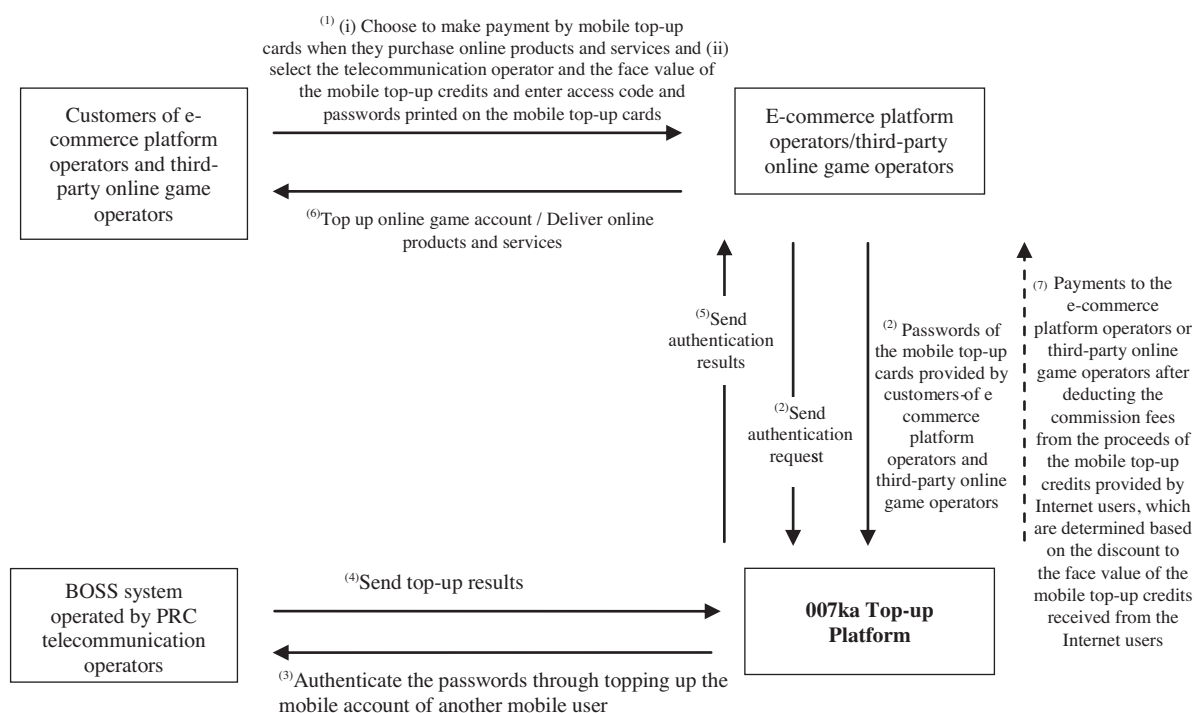 (1) (i) Choose to make payment by mobile top-up
cards when they purchase online products and services and (ii)
select the telecommunication operator and the face value of
the mobile top-up credits and enter access code and
passwords printed on the mobile top-up cards
Customers of e-
commerce platform
operators and third-
party online game
operators
E-commerce platform
operators/third-party
online game operators
(6)Top up online game account / Deliver online
products and services
(5)Send
authentication
results
(2)Send
authentication
request
(2) Passwords of
the mobile top-up
cards provided by
customers-of e
commerce
platform
operators and
third-party online
game operators
(7) Payments to the
e-commerce
platform operators or
third-party online
game operators after
deducting the
commission fees
from the proceeds of
the mobile top-up
credits provided by
Internet users, which
are determined based
on the discount to
the face value of the
mobile top-up credits
received from the
Internet users
BOSS system
operated by PRC
telecommunication
operators
(4)Send top-up results
007ka Top-up
Platform
(3)Authenticate the passwords through topping up the
mobile account of another mobile user